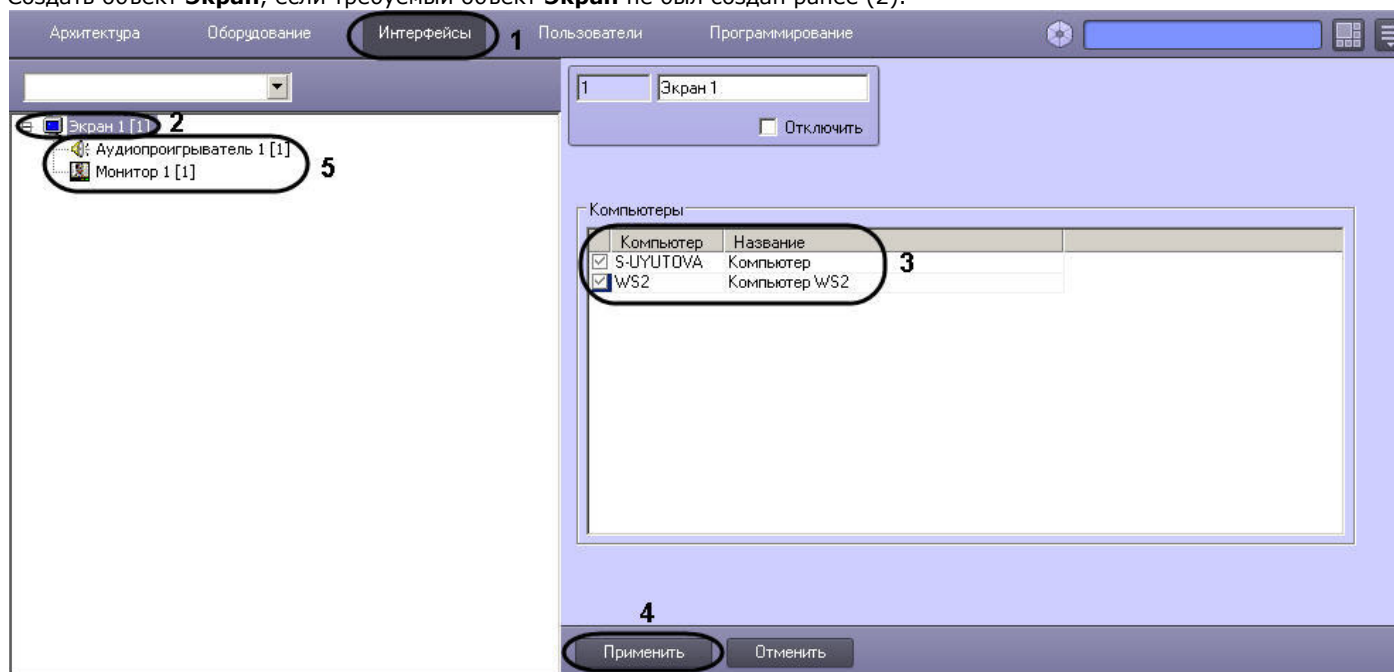 Создать объект Экран, если требуемый объект Экран не был создан ранее (2).
Архитектура Оборудование Интерфейсы 1 Пользователи Программирование
1 Экран 1
Отключить
Экран 1 [1] 2
Аудиопроигрыватель 1 [1]
Монитор 1 [1]
5
Компьютеры
Компьютер Название
S-UYUTOVA Компьютер
WS2 Компьютер WS2
3
4
Применить Отменить